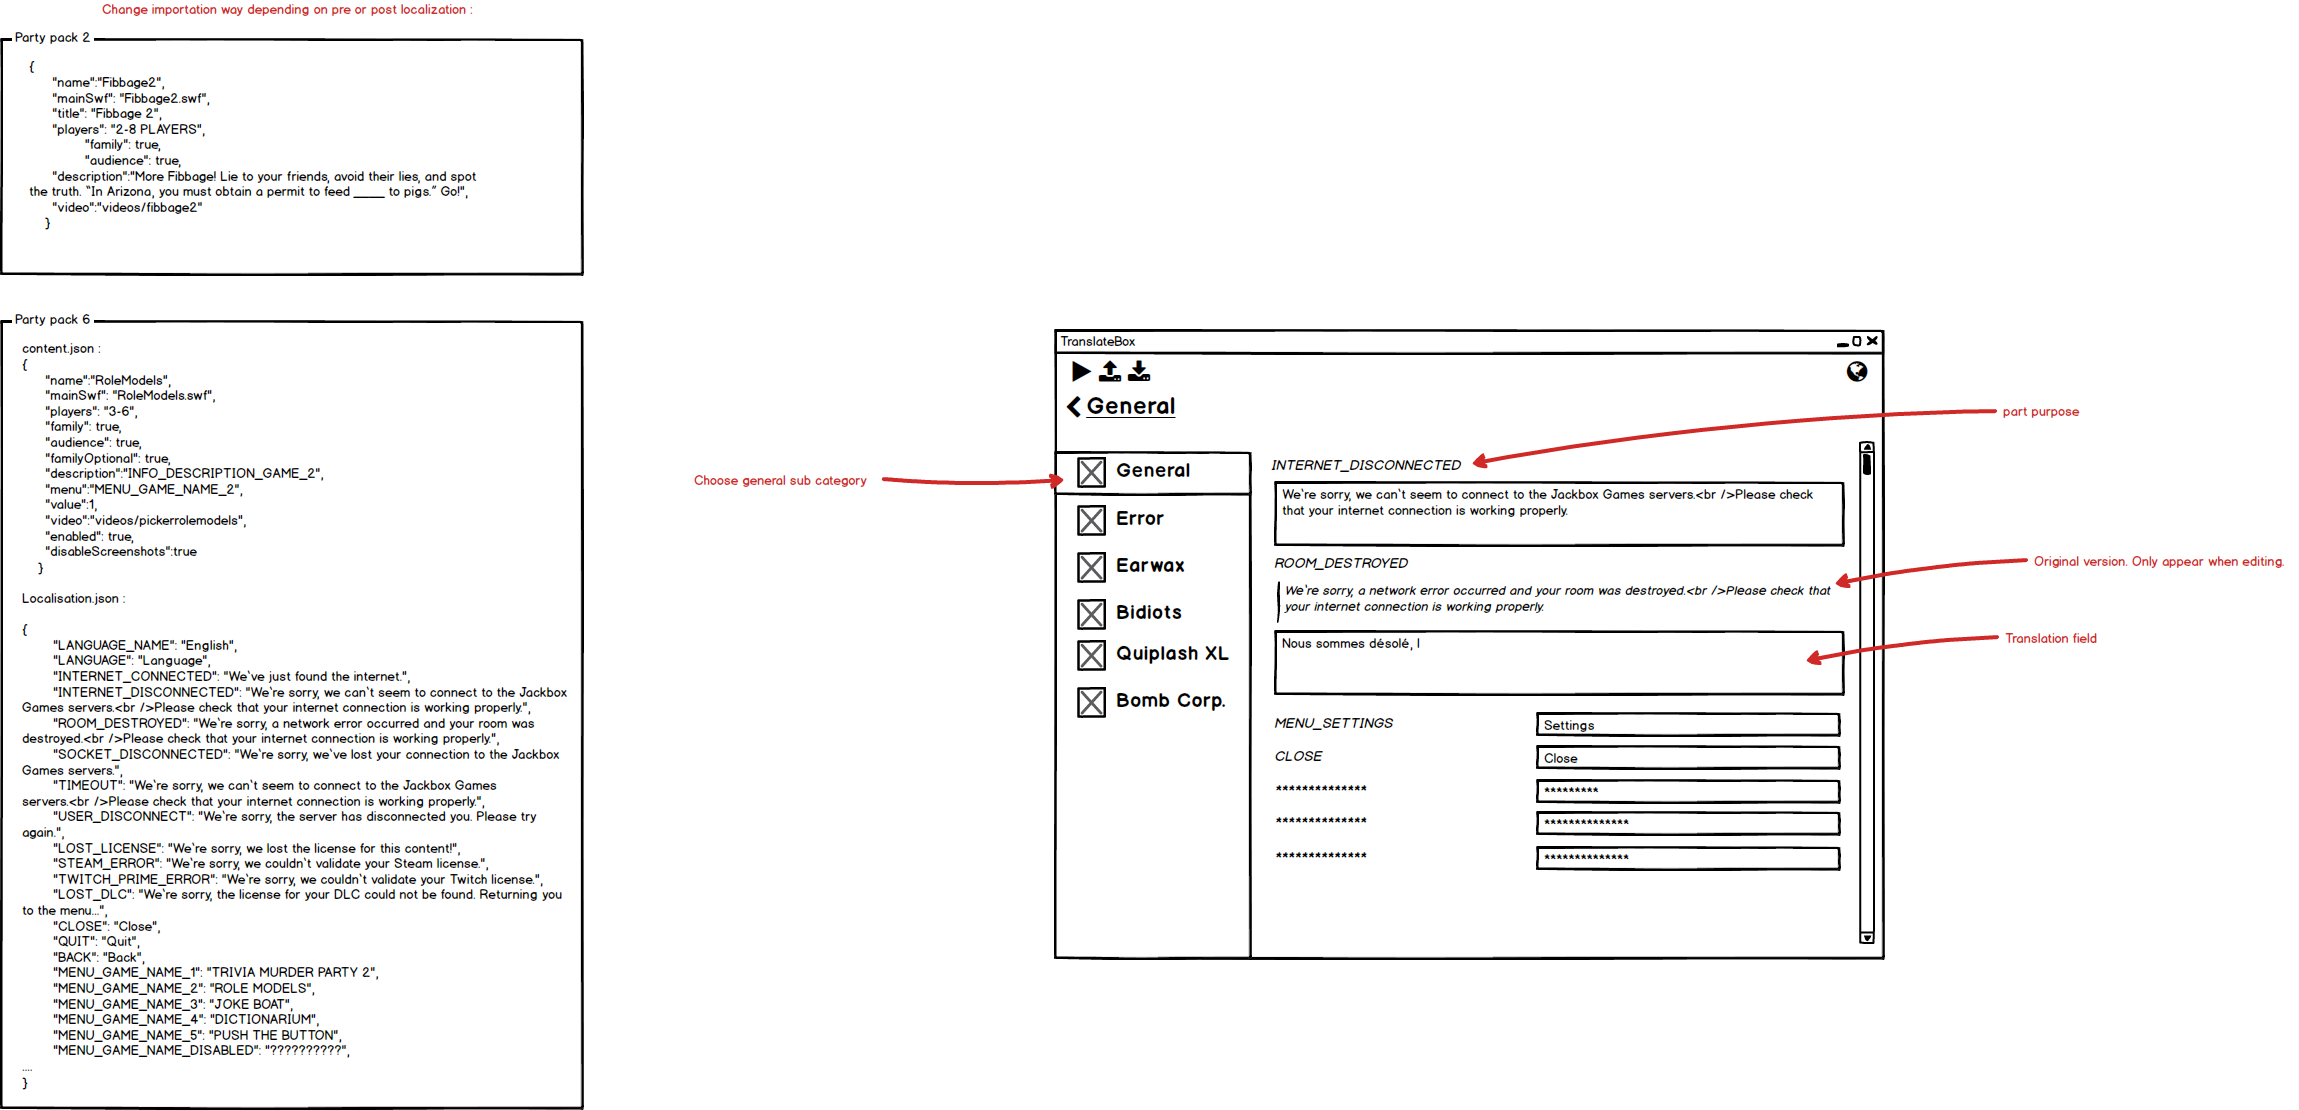 Change importation way depending on pre or post localization :
Party pack 2
{
"name":"Fibbage2",
"mainSwf": "Fibbage2.swf",
"title": "Fibbage 2",
"players": "2-8 PLAYERS",
"family": true,
"audience": true,
"description":"More Fibbage! Lie to your friends, avoid their lies, and spot
the truth. "In Arizona, you must obtain a permit to feed ____ to pigs." Go!",
"video":"videos/fibbage2"
}
Party pack 6
content.json :
{
"name":"RoleModels",
"mainSwf": "RoleModels.swf",
"players": "3-6",
"family": true,
"audience": true,
"familyOptional": true,
"description":"INFO_DESCRIPTION_GAME_2",
"menu":"MENU_GAME_NAME_2",
"value":1,
"video":"videos/pickerrolemodels",
"enabled": true,
"disableScreenshots":true
}
Localisation.json :
{
"LANGUAGE_NAME": "English",
"LANGUAGE": "Language",
"INTERNET_CONNECTED": "We`ve just found the internet.",
"INTERNET_DISCONNECTED": "We`re sorry, we can`t seem to connect to the Jackbox
Games servers.<br />Please check that your internet connection is working properly.",
"ROOM_DESTROYED": "We`re sorry, a network error occurred and your room was
destroyed.<br />Please check that your internet connection is working properly.",
"SOCKET_DISCONNECTED": "We`re sorry, we`ve lost your connection to the Jackbox
Games servers.",
"TIMEOUT": "We`re sorry, we can`t seem to connect to the Jackbox Games
servers.<br />Please check that your internet connection is working properly.",
"USER_DISCONNECT": "We`re sorry, the server has disconnected you. Please try
again.",
"LOST_LICENSE": "We`re sorry, we lost the license for this content!",
"STEAM_ERROR": "We`re sorry, we couldn`t validate your Steam license.",
"TWITCH_PRIME_ERROR": "We`re sorry, we couldn`t validate your Twitch license.",
"LOST_DLC": "We`re sorry, the license for your DLC could not be found. Returning you
to the menu...",
"CLOSE": "Close",
"QUIT": "Quit",
"BACK": "Back",
"MENU_GAME_NAME_1": "TRIVIA MURDER PARTY 2",
"MENU_GAME_NAME_2": "ROLE MODELS",
"MENU_GAME_NAME_3": "JOKE BOAT",
"MENU_GAME_NAME_4": "DICTIONARIUM",
"MENU_GAME_NAME_5": "PUSH THE BUTTON",
"MENU_GAME_NAME_DISABLED": "??????????",
....
}
Choose general sub category
TranslateBox
General
General
Error
Earwax
Bidiots
Quiplash XL
Bomb Corp.
INTERNET_DISCONNECTED
We`re sorry, we can`t seem to connect to the Jackbox Games servers.<br />Please check
that your internet connection is working properly.
ROOM_DESTROYED
We`re sorry, a network error occurred and your room was destroyed.<br />Please check that
your internet connection is working properly.
Nous sommes désolé, l
MENU_SETTINGS
Settings
CLOSE
Close
**************
*********
**************
**************
**************
**************
part purpose
Original version. Only appear when editing.
Translation field